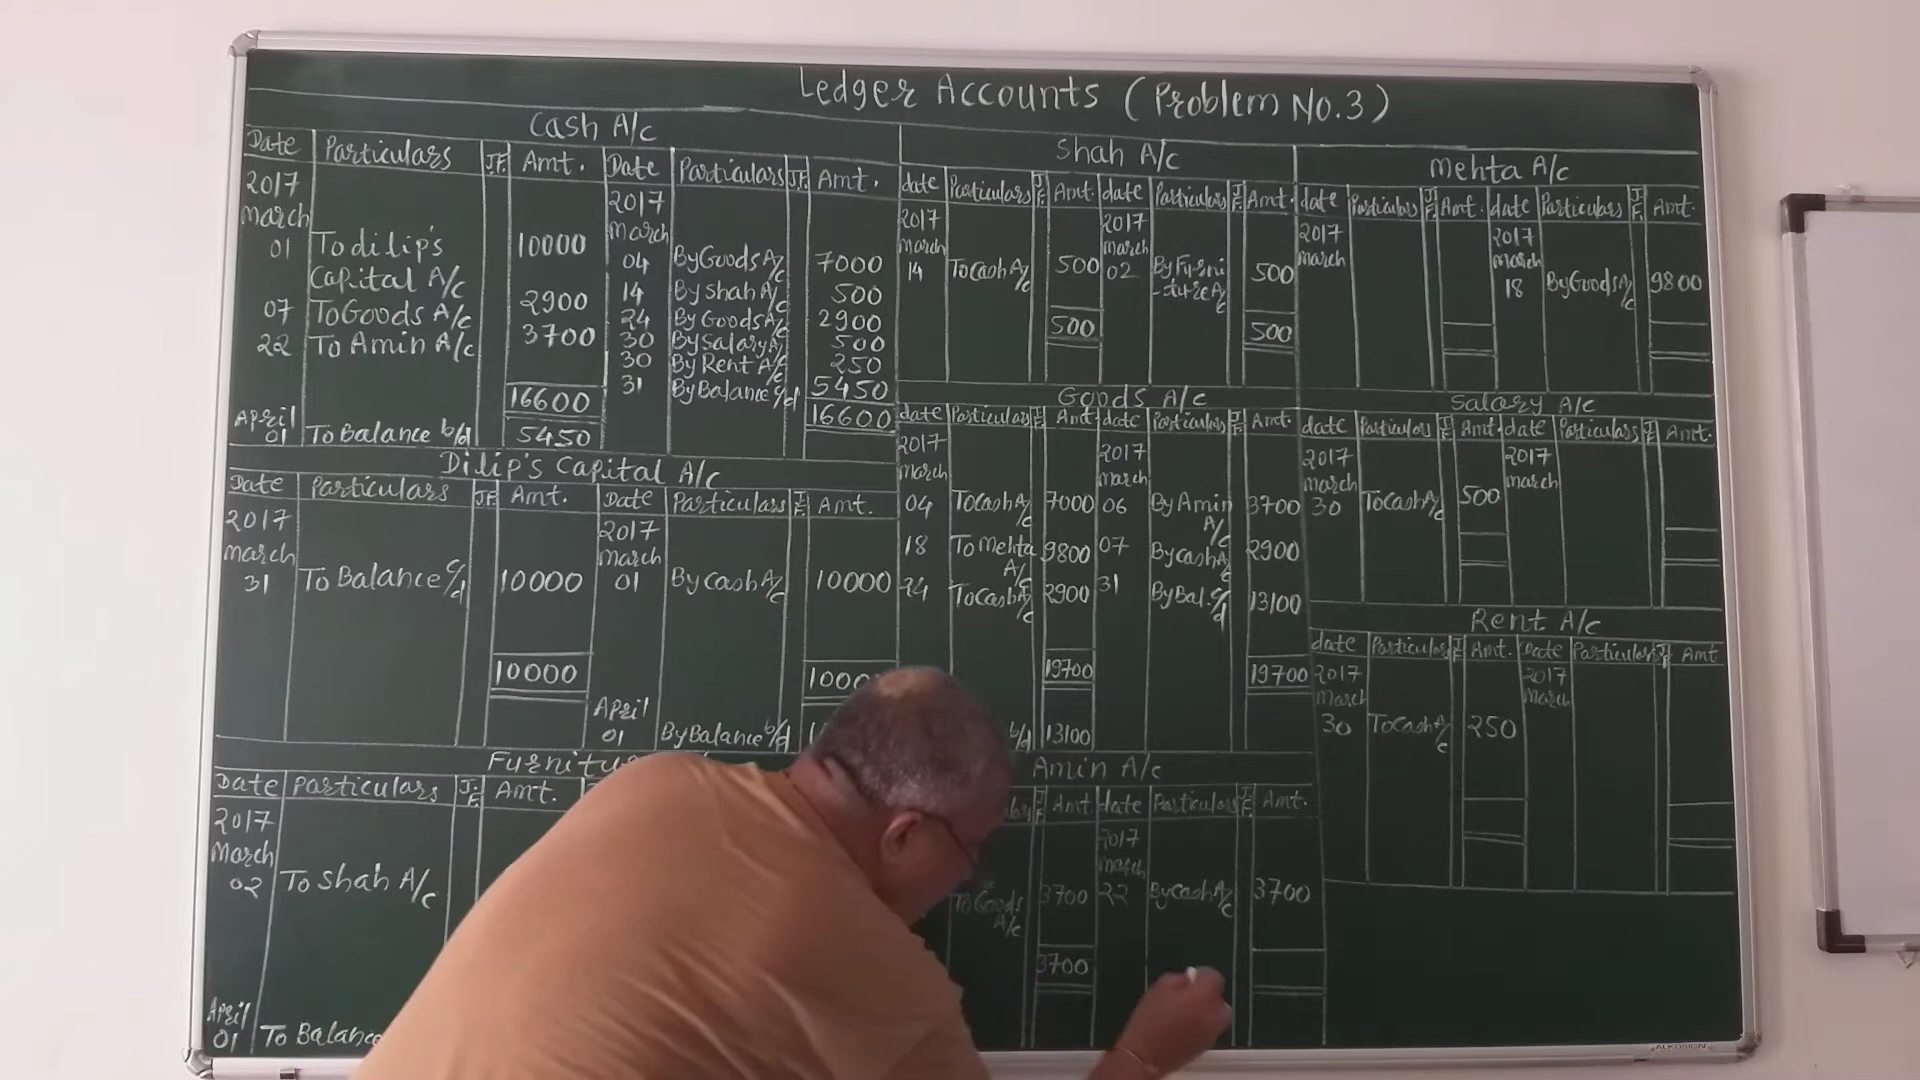 Ledger Accounts (Problem No.3)
Cash A/c
Date Particulars J.F. Amt. Date Particulars J.F. Amt.
2017 2017
March March
01 To dilip's 10000 04 By Goods A/c 7000
Capital A/c 14 By Shah A/c 500
07 To Goods A/c 2900 24 By Goods A/c 2900
22 To Amin A/c 3700 30 By Salary A/c 500
30 By Rent A/c 250
31 By Balance c/d 5450
16600 16600
April
01 To Balance b/d 5450
Dilip's Capital A/c
Date Particulars J.F. Amt. Date Particulars J.F. Amt.
2017 2017
March March
31 To Balance c/d 10000 01 By Cash A/c 10000
10000
April
01 By Balance b/d
Date Particulars J.F. Amt.
2017
March
02 To Shah A/c
April
01 To Balance
Shah A/c
date Particulars J.F. Amt. date Particulars J.F. Amt.
2017 2017
March March
14 To Cash A/c 500 02 By Furni 500
-ture A/c
500 500
Goods A/c
date Particulars J.F. Amt. date Particulars J.F. Amt.
2017 2017
March March
04 To Cash A/c 7000 06 By Amin A/c 3700
18 To Mehta A/c 9800 07 By Cash A/c 2900
24 To Cash A/c 2900 31 By Bal. c/d 13100
19700 19700
b/d 13100
Amin A/c
J.F. Amt date Particulars J.F. Amt.
2017
March
To Goods A/c 3700 22 By Cash A/c 3700
3700
Mehta A/c
date Particulars J.F. Amt. date Particulars J.F. Amt.
2017 2017
March March
18 By Goods A/c 9800
Salary A/c
date Particulars J.F. Amt. date Particulars J.F. Amt.
2017 2017
March March
30 To Cash A/c 500
Rent A/c
date Particulars J.F. Amt. Date Particulars J.F. Amt
2017 2017
March March
30 To Cash A/c 250
ALKOSIGN